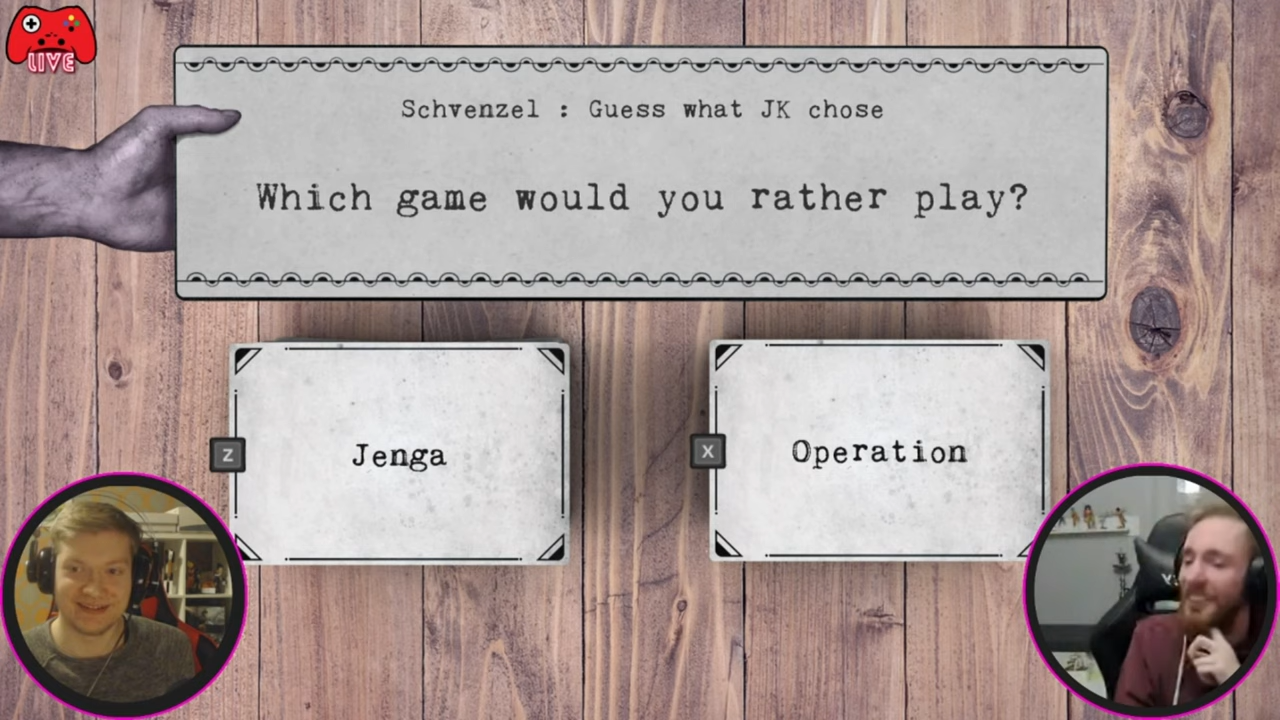 LIVE
Schvenzel : Guess what JK chose
Which game would you rather play?
Z
Jenga
X
Operation